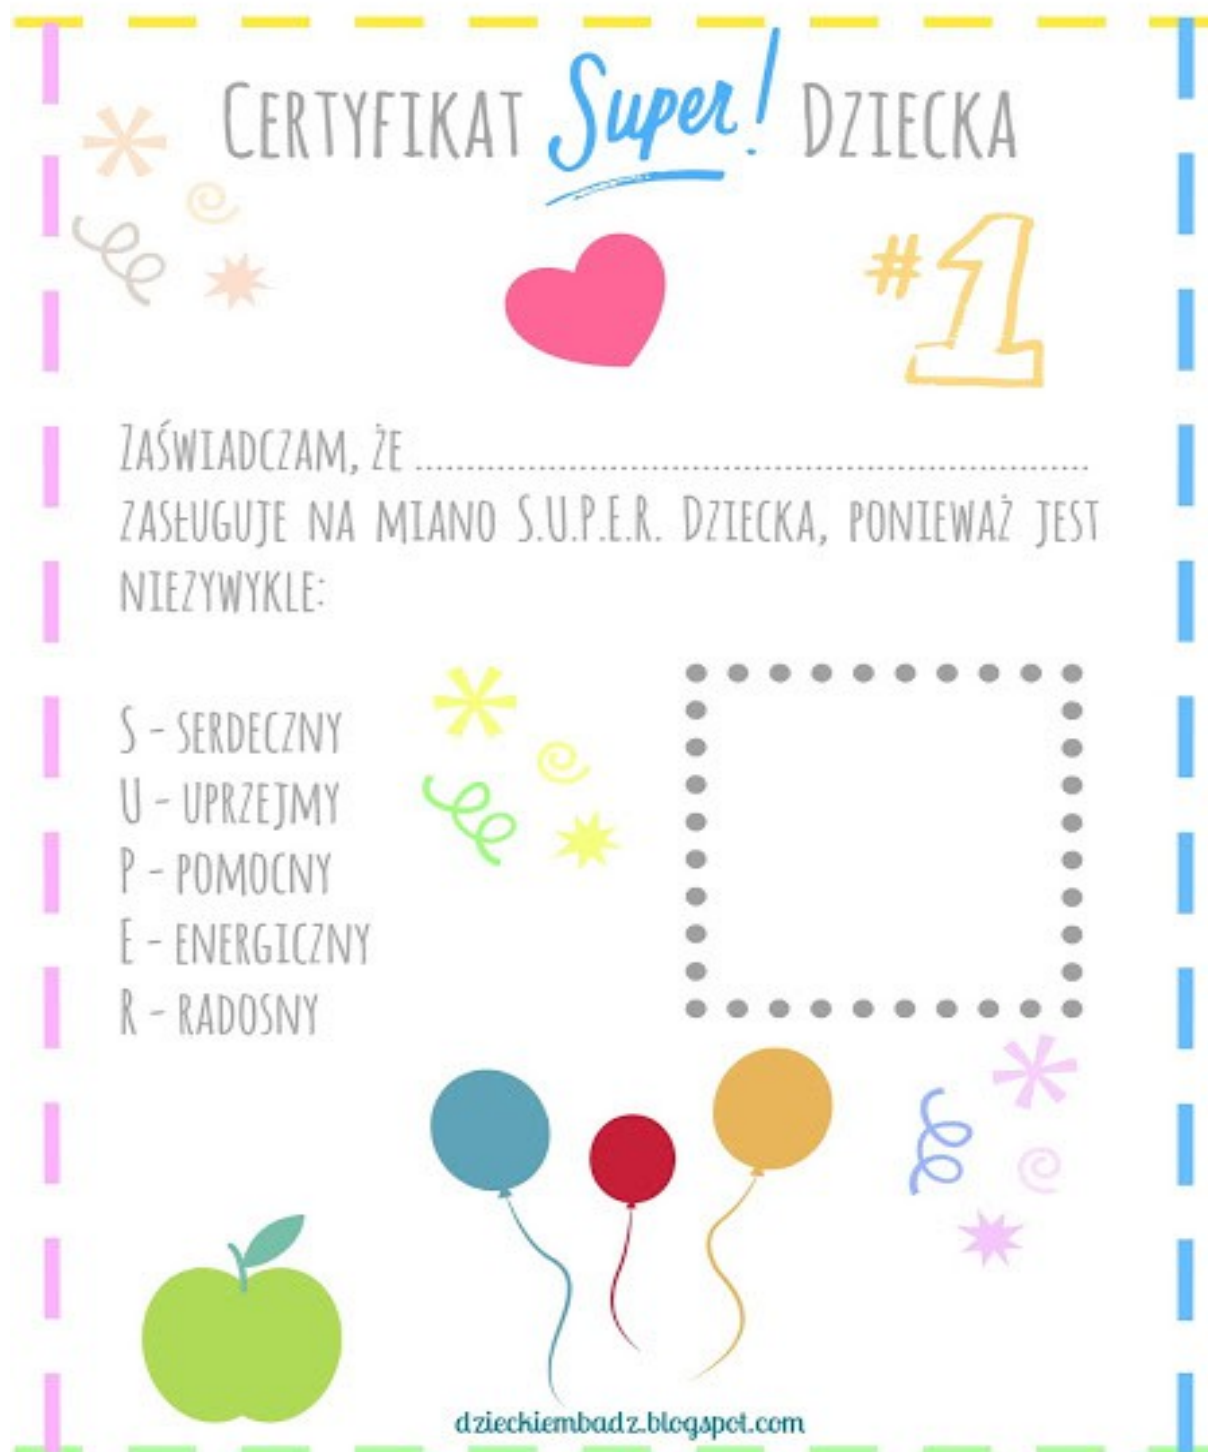 CERTYFIKAT Super! DZIECKA
#1
ZAŚWIADCZAM, ŻE ................................................................
ZASŁUGUJE NA MIANO S.U.P.E.R. DZIECKA, PONIEWAŻ JEST
NIEZYWYKLE:
S - SERDECZNY
U - UPRZEJMY
P - POMOCNY
E - ENERGICZNY
R - RADOSNY
dzieckiembadz.blogspot.com